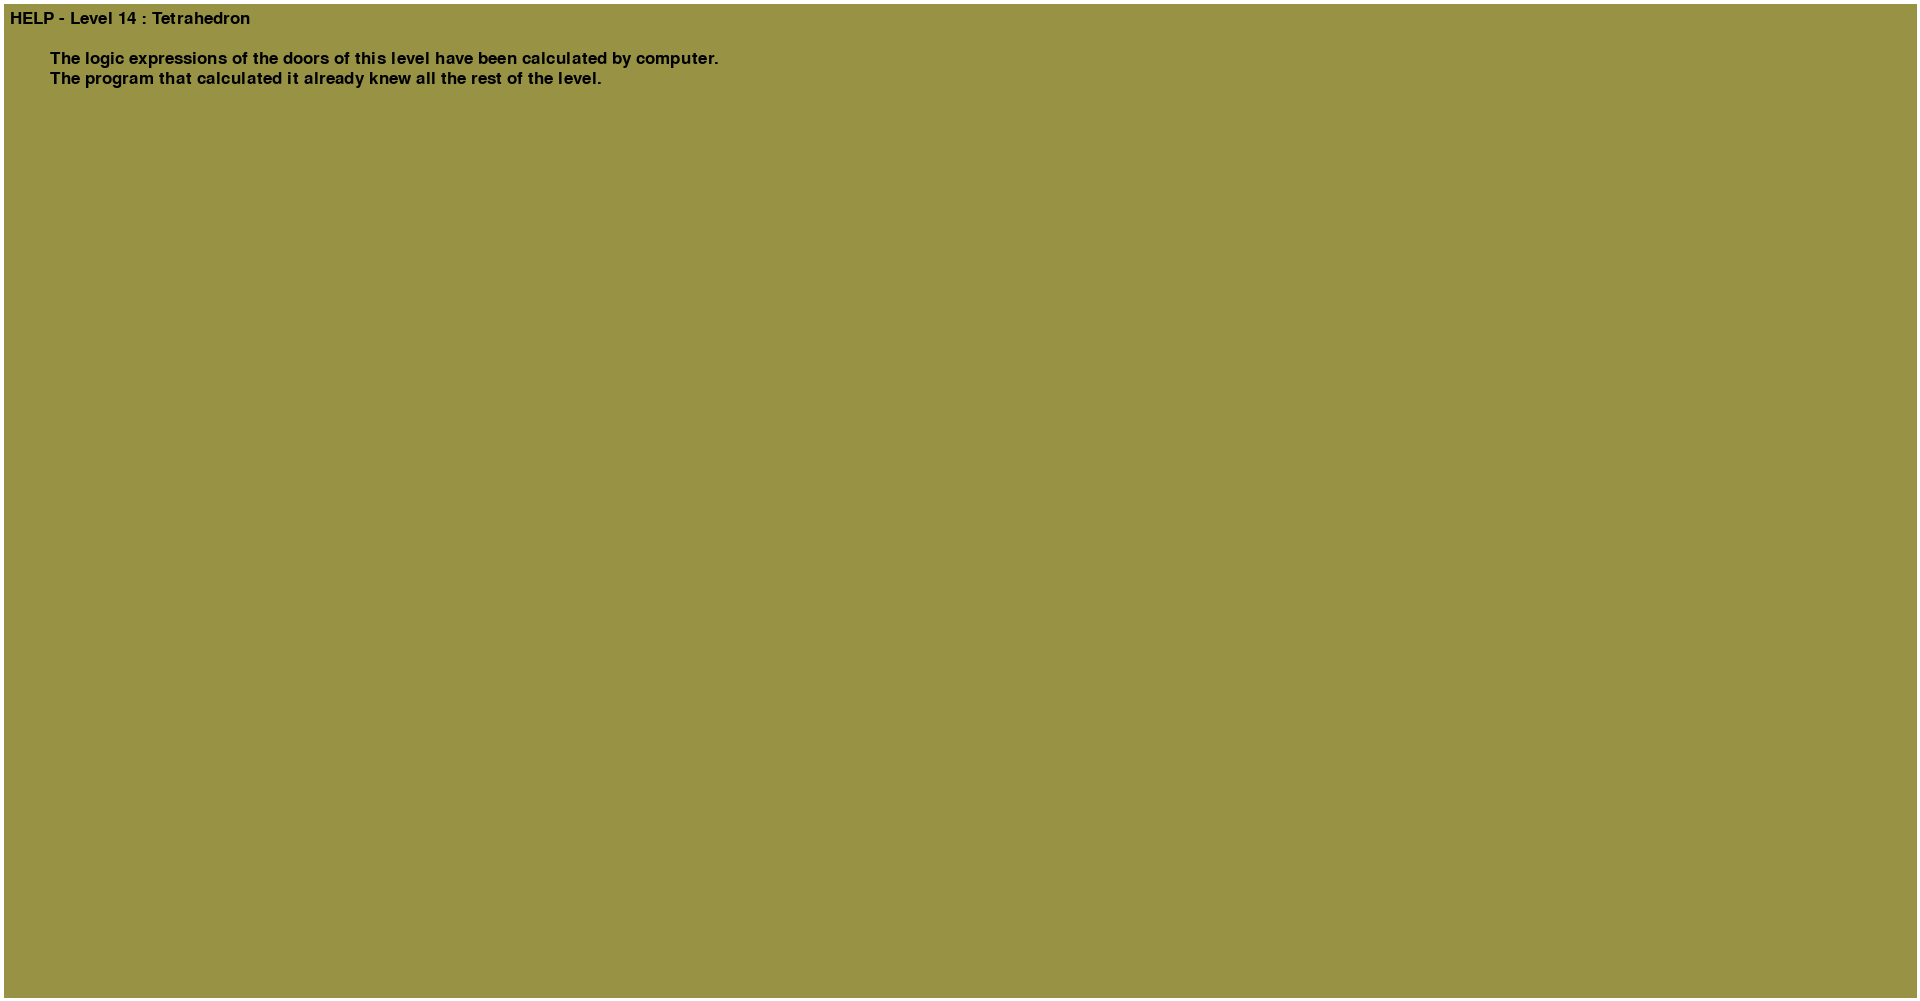 HELP - Level 14 : Tetrahedron
The logic expressions of the doors of this level have been calculated by computer.
The program that calculated it already knew all the rest of the level.